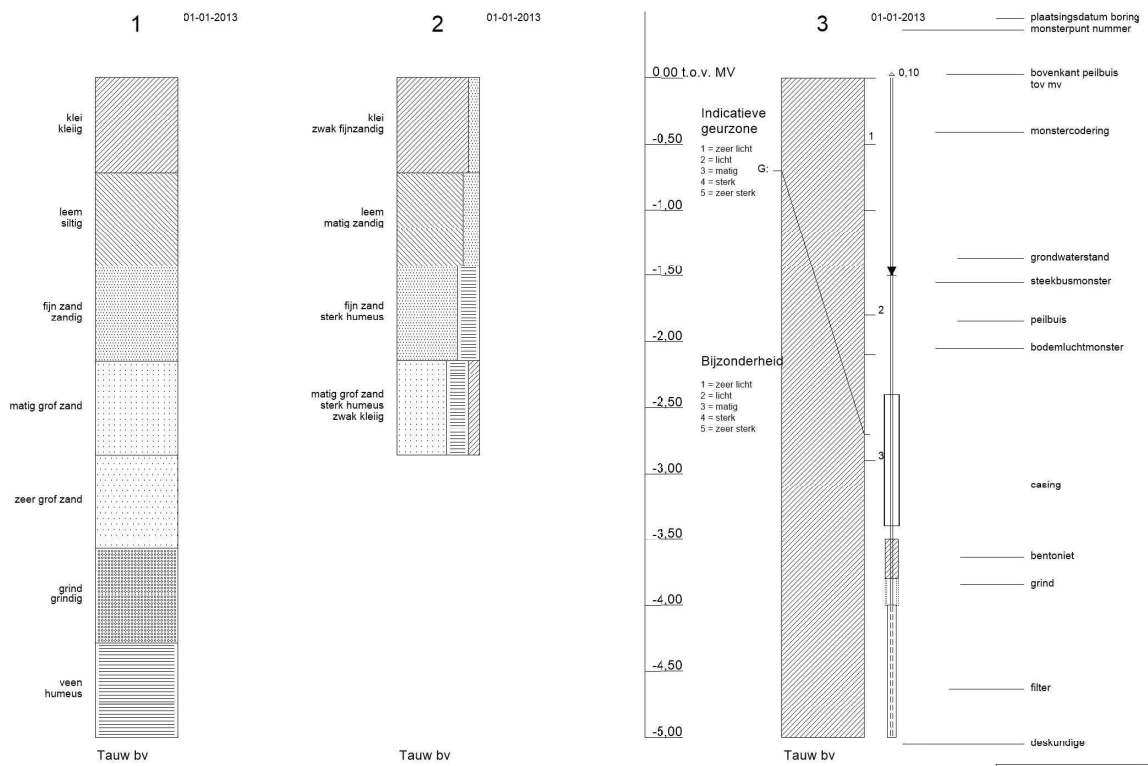 1
01-01-2013
klei
kleiig
leem
siltig
fijn zand
zandig
matig grof zand
zeer grof zand
grind
grindig
veen
humeus
Tauw bv
2
01-01-2013
klei
zwak fijnzandig
leem
matig zandig
fijn zand
sterk humeus
matig grof zand
sterk humeus
zwak kleiig
Tauw bv
3
01-01-2013
0,00 t.o.v. MV
-0,50
-1,00
-1,50
-2,00
-2,50
-3,00
-3,50
-4,00
-4,50
-5,00
Indicatieve
geurzone
1 = zeer licht
2 = licht
3 = matig
4 = sterk
5 = zeer sterk
G:
Bijzonderheid
1 = zeer licht
2 = licht
3 = matig
4 = sterk
5 = zeer sterk
0,10
1
2
3
Tauw bv
plaatsingsdatum boring
monsterpunt nummer
bovenkant peilbuis
tov mv
monstercodering
grondwaterstand
steekbusmonster
peilbuis
bodemluchtmonster
casing
bentoniet
grind
filter
deskundige